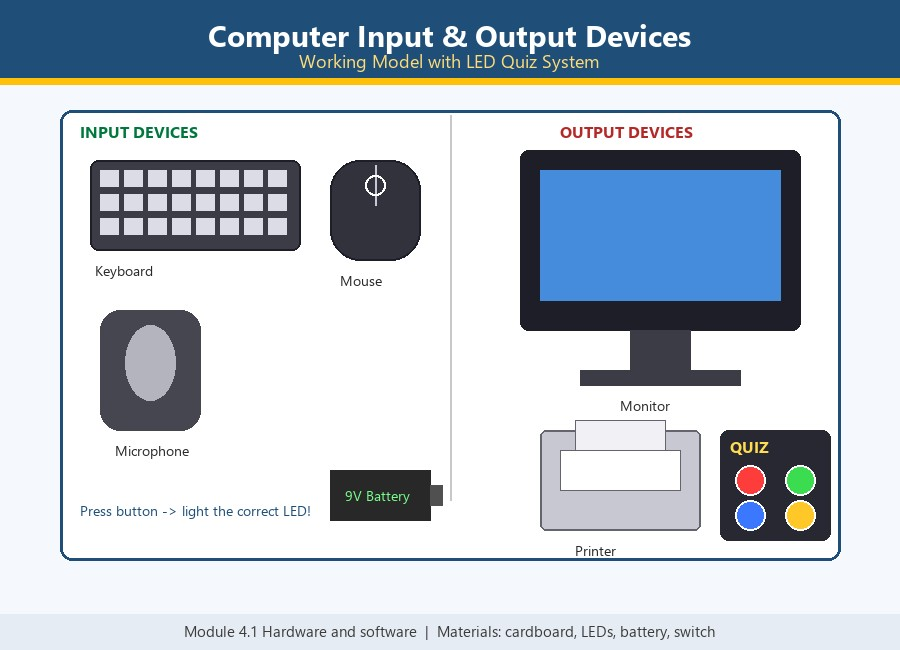 Computer Input & Output Devices
Working Model with LED Quiz System
INPUT DEVICES
OUTPUT DEVICES
Keyboard
Mouse
Microphone
Monitor
QUIZ
9V Battery
Press button -> light the correct LED!
Printer
Module 4.1 Hardware and software | Materials: cardboard, LEDs, battery, switch